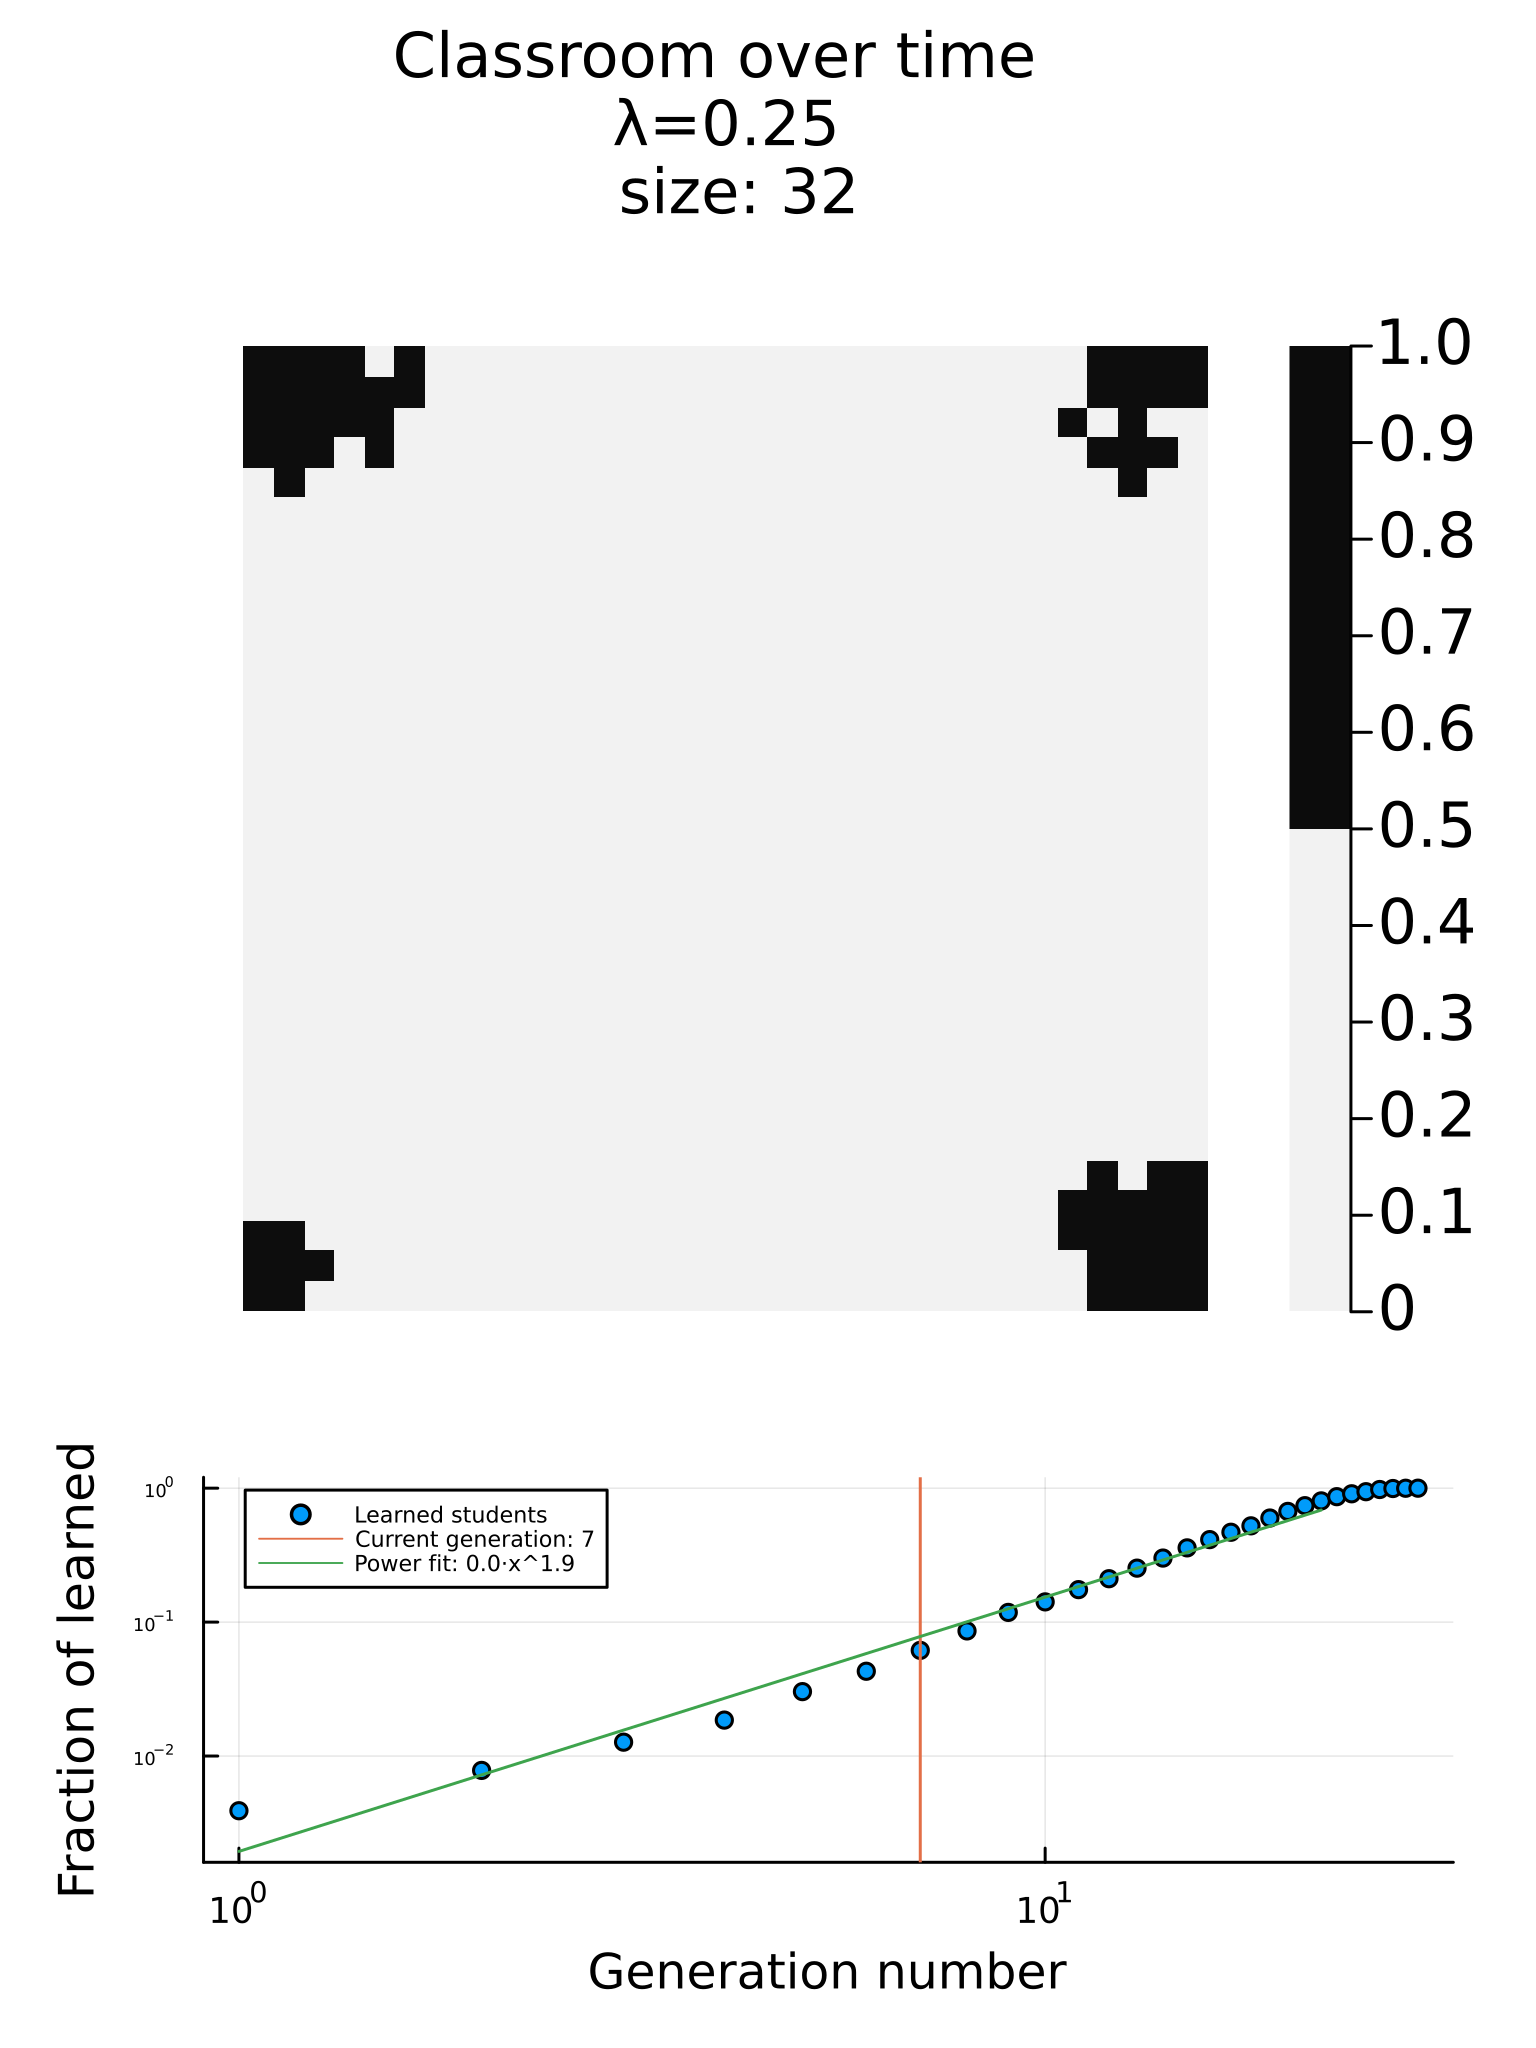 Classroom over time
λ=0.25
size: 32
1.0
0.9
0.8
0.7
0.6
0.5
0.4
0.3
0.2
0.1
0
Fraction of learned
10⁰
10⁻¹
10⁻²
Learned students
Current generation: 7
Power fit: 0.0·x^1.9
10⁰ 10¹
Generation number